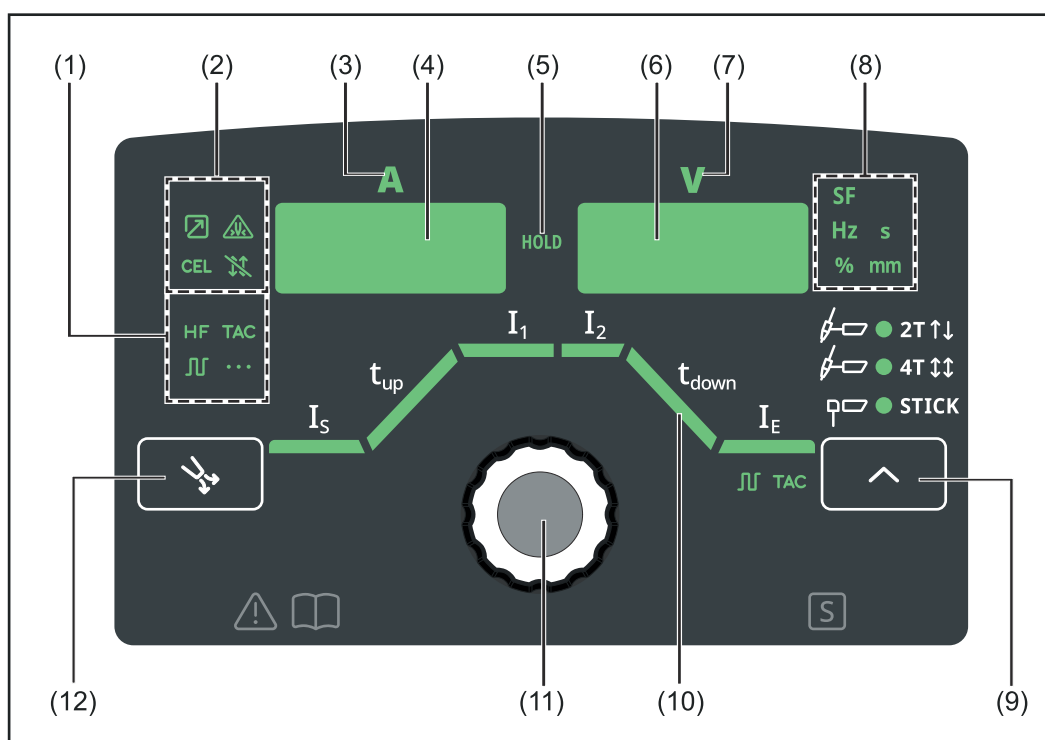 (1) (2) (3) (4) (5) (6) (7) (8)
A V
SF
HOLD Hz s
CEL % mm
HF TAC I1 I2 2T ↑↓
... tup tdown 4T ↕↕
IS IE STICK
TAC
S
(12) (11) (10) (9)